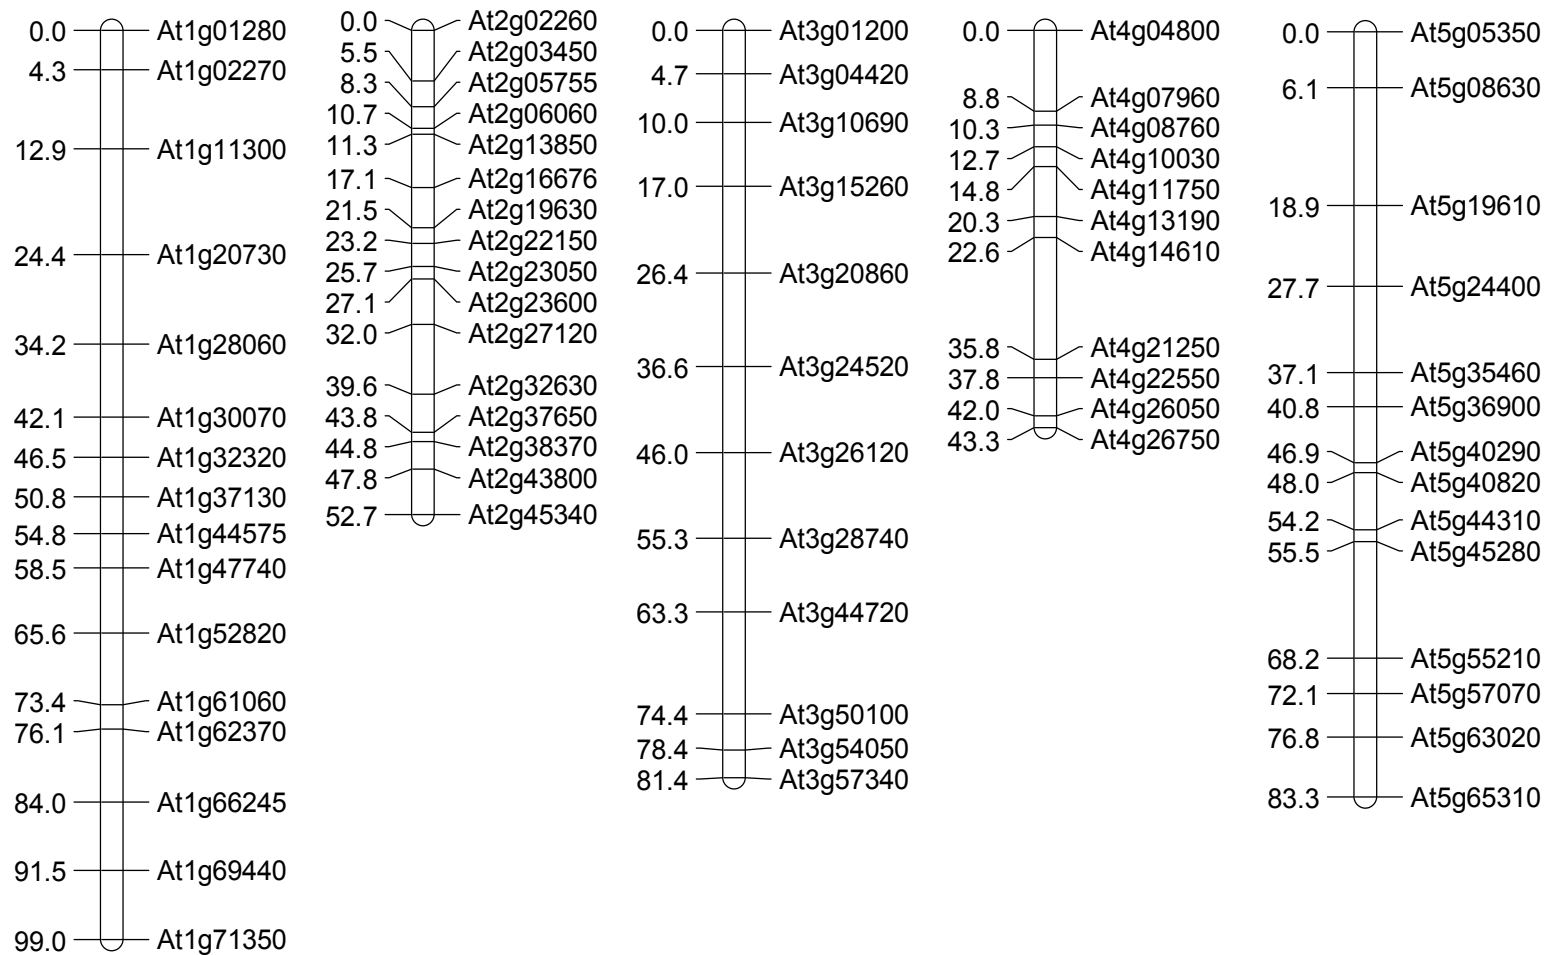 0.0 At1g01280
4.3 At1g02270
12.9 At1g11300
24.4 At1g20730
34.2 At1g28060
42.1 At1g30070
46.5 At1g32320
50.8 At1g37130
54.8 At1g44575
58.5 At1g47740
65.6 At1g52820
73.4 At1g61060
76.1 At1g62370
84.0 At1g66245
91.5 At1g69440
99.0 At1g71350
0.0 At2g02260
5.5 At2g03450
8.3 At2g05755
10.7 At2g06060
11.3 At2g13850
17.1 At2g16676
21.5 At2g19630
23.2 At2g22150
25.7 At2g23050
27.1 At2g23600
32.0 At2g27120
39.6 At2g32630
43.8 At2g37650
44.8 At2g38370
47.8 At2g43800
52.7 At2g45340
0.0 At3g01200
4.7 At3g04420
10.0 At3g10690
17.0 At3g15260
26.4 At3g20860
36.6 At3g24520
46.0 At3g26120
55.3 At3g28740
63.3 At3g44720
74.4 At3g50100
78.4 At3g54050
81.4 At3g57340
0.0 At4g04800
8.8 At4g07960
10.3 At4g08760
12.7 At4g10030
14.8 At4g11750
20.3 At4g13190
22.6 At4g14610
35.8 At4g21250
37.8 At4g22550
42.0 At4g26050
43.3 At4g26750
0.0 At5g05350
6.1 At5g08630
18.9 At5g19610
27.7 At5g24400
37.1 At5g35460
40.8 At5g36900
46.9 At5g40290
48.0 At5g40820
54.2 At5g44310
55.5 At5g45280
68.2 At5g55210
72.1 At5g57070
76.8 At5g63020
83.3 At5g65310